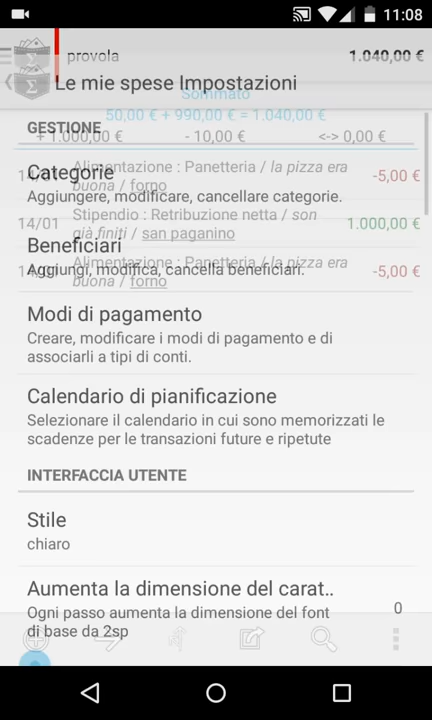 11:08
provola 1.040,00 €
Le mie spese Impostazioni
Sommato
50,00 € + 990,00 € = 1.040,00 €
GESTIONE
+ 1.000,00 € - 10,00 € <-> 0,00 €
14/01 Alimentazione : Panetteria / la pizza era
buona / forno -5,00 €
Categorie
Aggiungere, modificare, cancellare categorie.
14/01 Stipendio : Retribuzione netta / son
già finiti / san paganino 1.000,00 €
Beneficiari
14/01 Alimentazione : Panetteria / la pizza era
buona / forno -5,00 €
Aggiungi, modifica, cancella beneficiari.
Modi di pagamento
Creare, modificare i modi di pagamento e di
associarli a tipi di conti.
Calendario di pianificazione
Selezionare il calendario in cui sono memorizzati le
scadenze per le transazioni future e ripetute
INTERFACCIA UTENTE
Stile
chiaro
Aumenta la dimensione del carat..
Ogni passo aumenta la dimensione del font
di base da 2sp
0